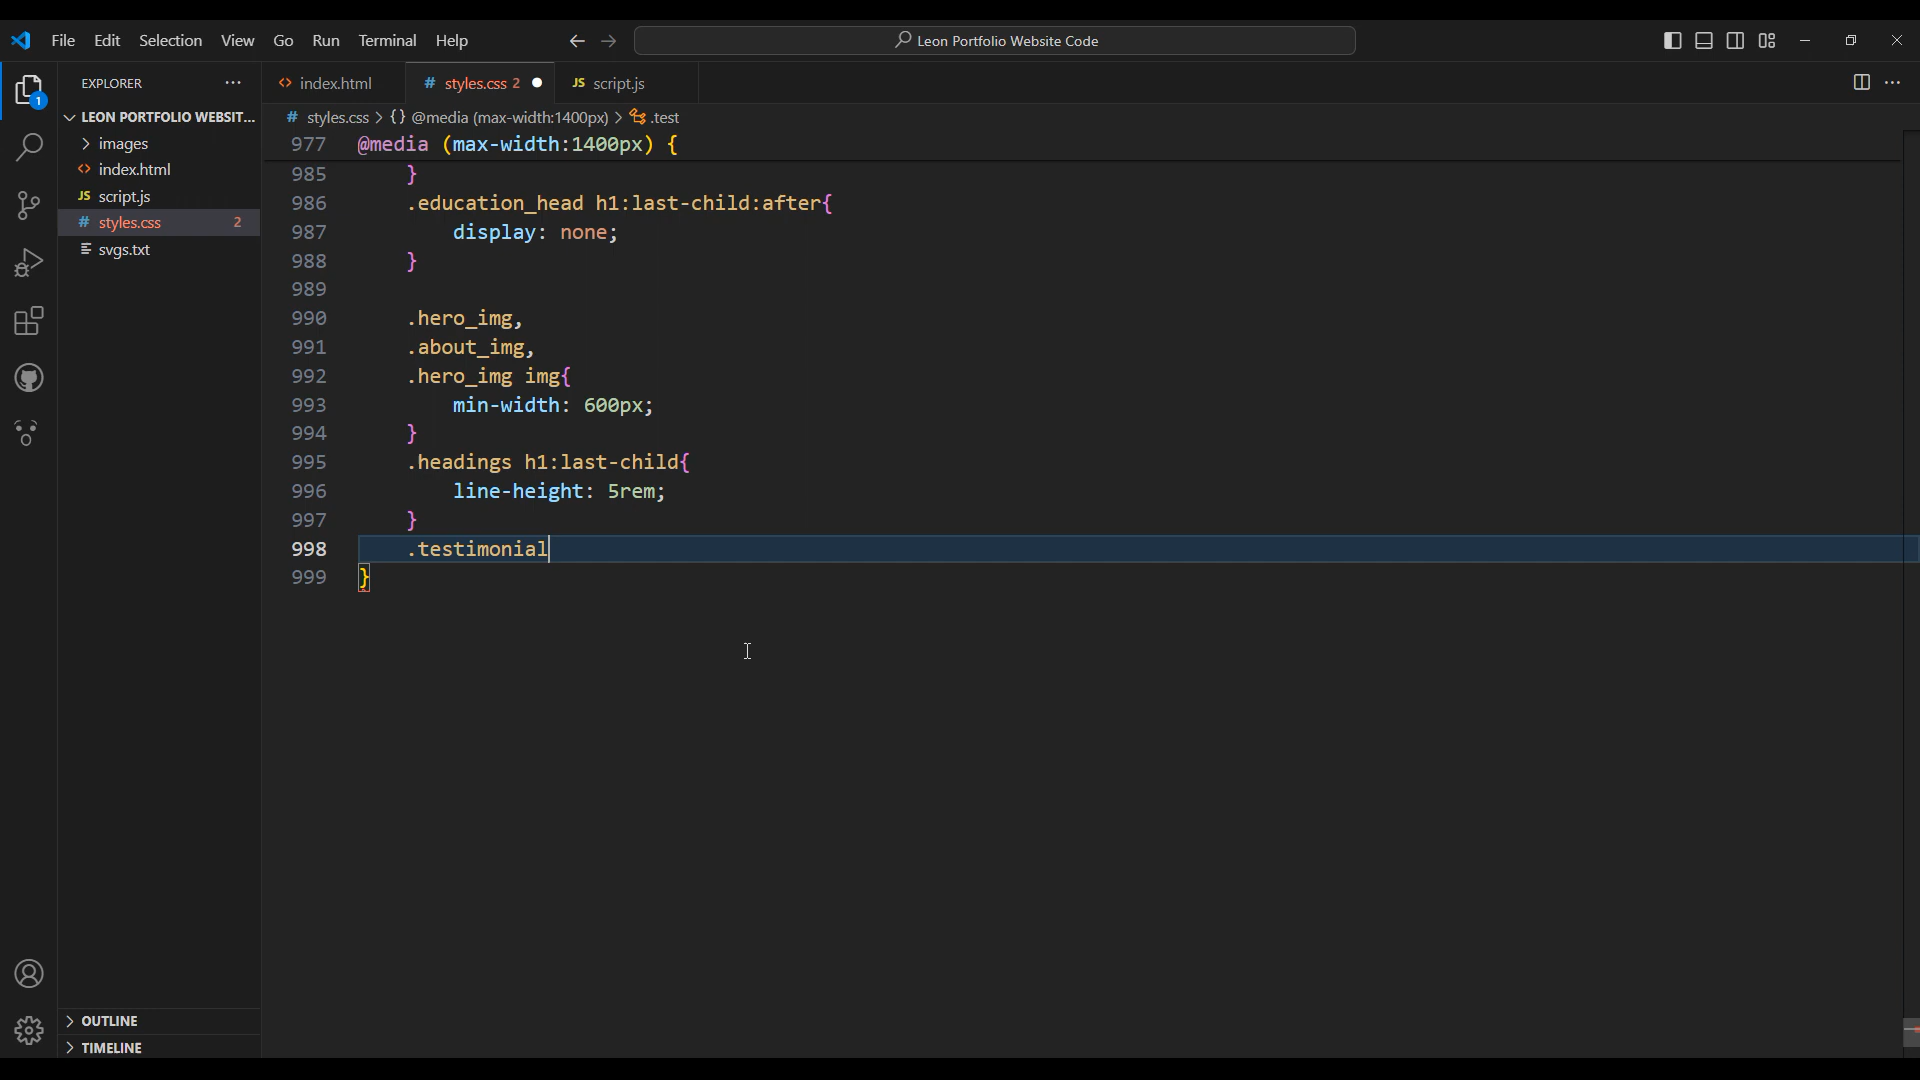 File Edit Selection View Go Run Terminal Help Leon Portfolio Website Code
EXPLORER ··· index.html # styles.css 2 JS script.js ···
LEON PORTFOLIO WEBSIT... # styles.css > {} @media (max-width:1400px) > .test
1
images
index.html
JS script.js
# styles.css 2
svgs.txt
OUTLINE
TIMELINE
977 @media (max-width:1400px) {
985 }
986 .education_head h1:last-child:after{
987 display: none;
988 }
989
990 .hero_img,
991 .about_img,
992 .hero_img img{
993 min-width: 600px;
994 }
995 .headings h1:last-child{
996 line-height: 5rem;
997 }
998 .testimonial
999 }